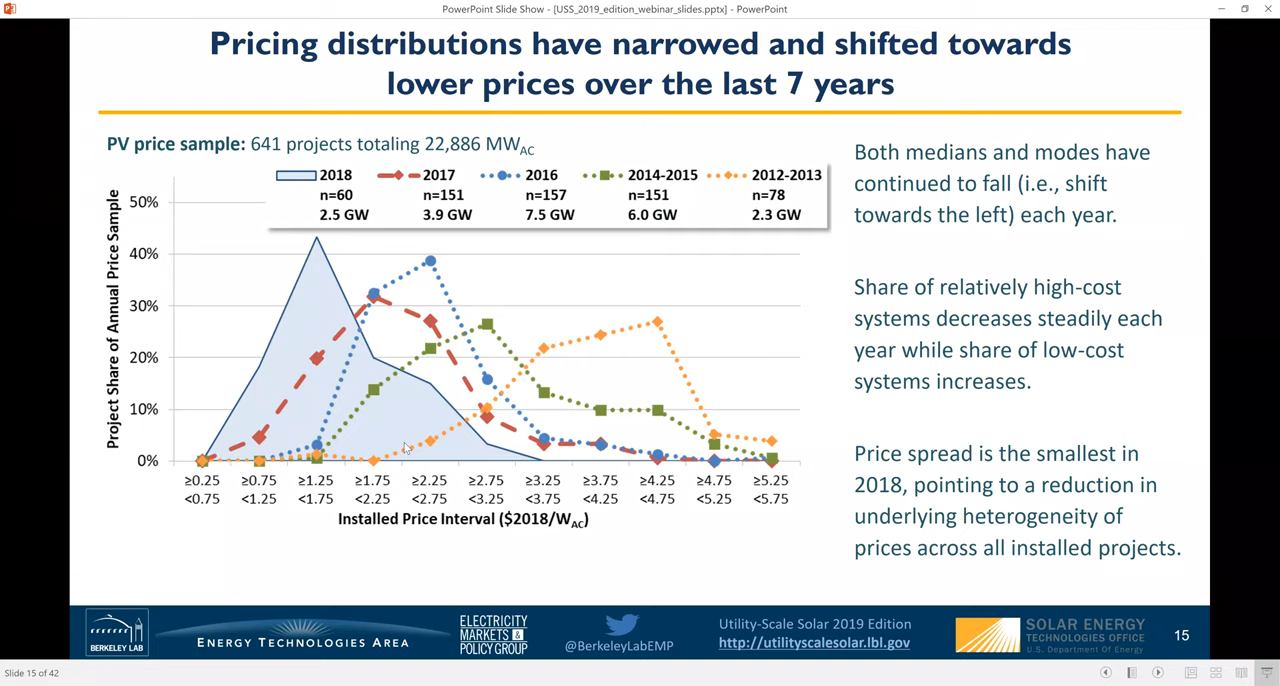 PowerPoint Slide Show - [USS_2019_edition_webinar_slides.pptx] - PowerPoint
Pricing distributions have narrowed and shifted towards
lower prices over the last 7 years
PV price sample: 641 projects totaling 22,886 MWAC
2018 2017 2016 2014-2015 2012-2013
n=60 n=151 n=157 n=151 n=78
2.5 GW 3.9 GW 7.5 GW 6.0 GW 2.3 GW
Project Share of Annual Price Sample
50%
40%
30%
20%
10%
0%
≥0.25 ≥0.75 ≥1.25 ≥1.75 ≥2.25 ≥2.75 ≥3.25 ≥3.75 ≥4.25 ≥4.75 ≥5.25
<0.75 <1.25 <1.75 <2.25 <2.75 <3.25 <3.75 <4.25 <4.75 <5.25 <5.75
Installed Price Interval ($2018/WAC)
Both medians and modes have
continued to fall (i.e., shift
towards the left) each year.
Share of relatively high-cost
systems decreases steadily each
year while share of low-cost
systems increases.
Price spread is the smallest in
2018, pointing to a reduction in
underlying heterogeneity of
prices across all installed projects.
BERKELEY LAB
ENERGY TECHNOLOGIES AREA
ELECTRICITY
MARKETS &
POLICY GROUP
@BerkeleyLabEMP
Utility-Scale Solar 2019 Edition
http://utilityscalesolar.lbl.gov
SOLAR ENERGY
TECHNOLOGIES OFFICE
U.S. Department Of Energy
15
Slide 15 of 42